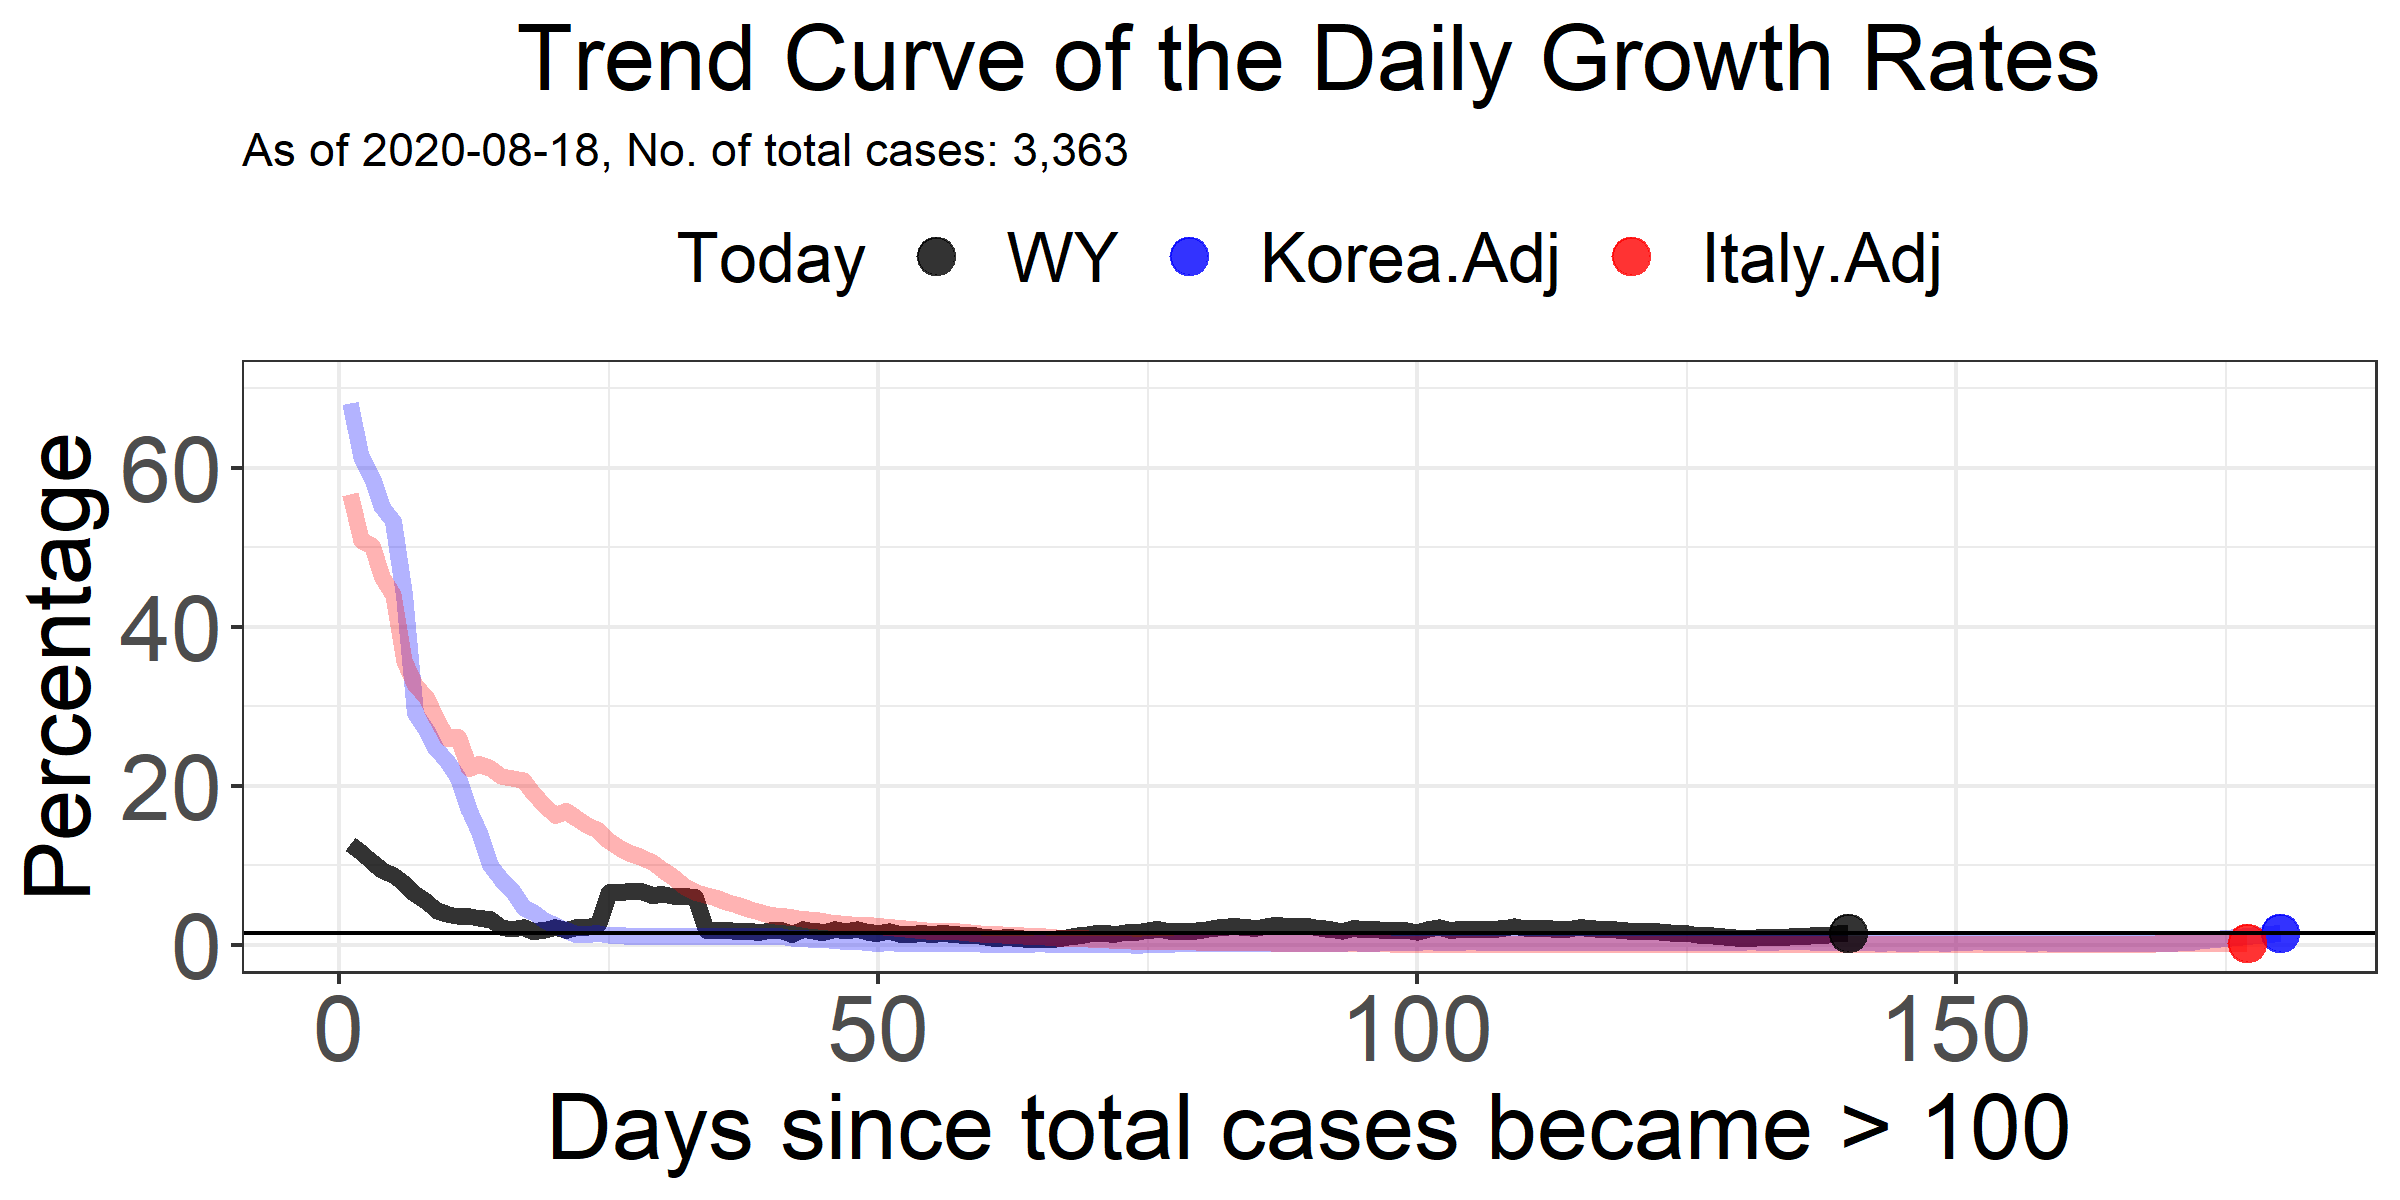 Trend Curve of the Daily Growth Rates
As of 2020-08-18, No. of total cases: 3,363
Today WY Korea.Adj Italy.Adj
Percentage
60
40
20
0
0 50 100 150
Days since total cases became > 100